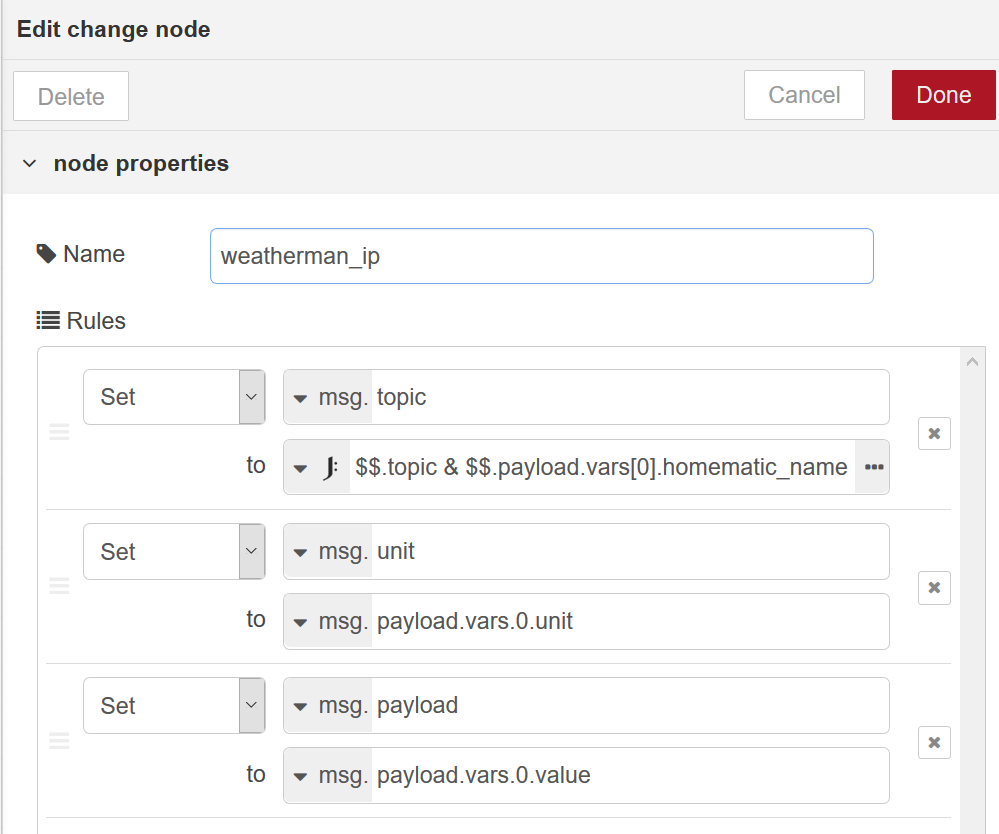 Edit change node
Delete
Cancel
Done
node properties
Name
weatherman_ip
Rules
Set
msg. topic
to
J: $$.topic & $$.payload.vars[0].homematic_name
Set
msg. unit
to
msg. payload.vars.0.unit
Set
msg. payload
to
msg. payload.vars.0.value